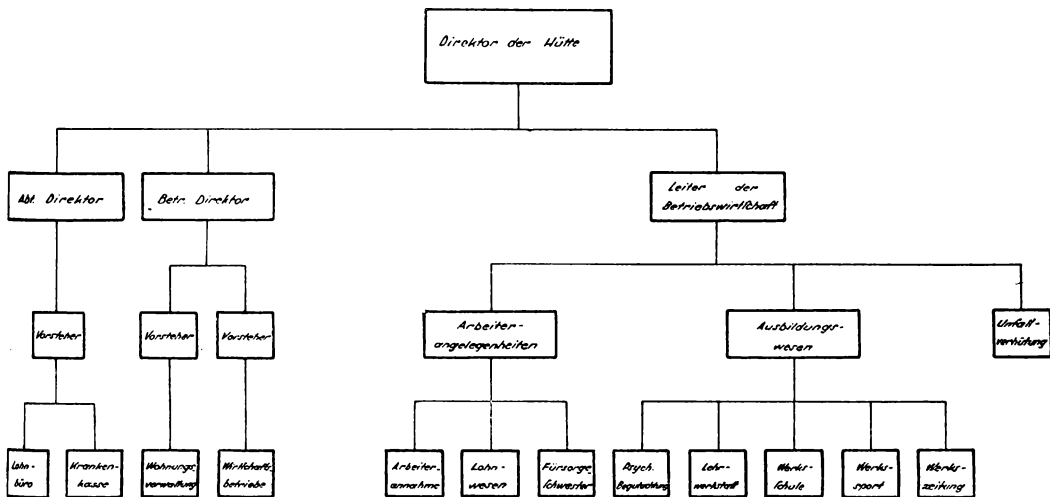 Direktor der Hütte
Abt. Direktor
Betr. Direktor
Leiter der
Betriebswirtschaft
Vorsteher
Vorsteher
Vorsteher
Arbeiter-
angelegenheiten
Ausbildungs-
wesen
Unfall-
verhütung
Lohn-
büro
Kranken-
kasse
Wohnungs-
verwaltung
Wirtschafts-
betriebe
Arbeiter-
annahme
Lohn-
wesen
Fürsorge-
schwester
Psych.
Begutachtung
Lehr-
werkstatt
Werks-
schule
Werks-
sport
Werks-
zeitung